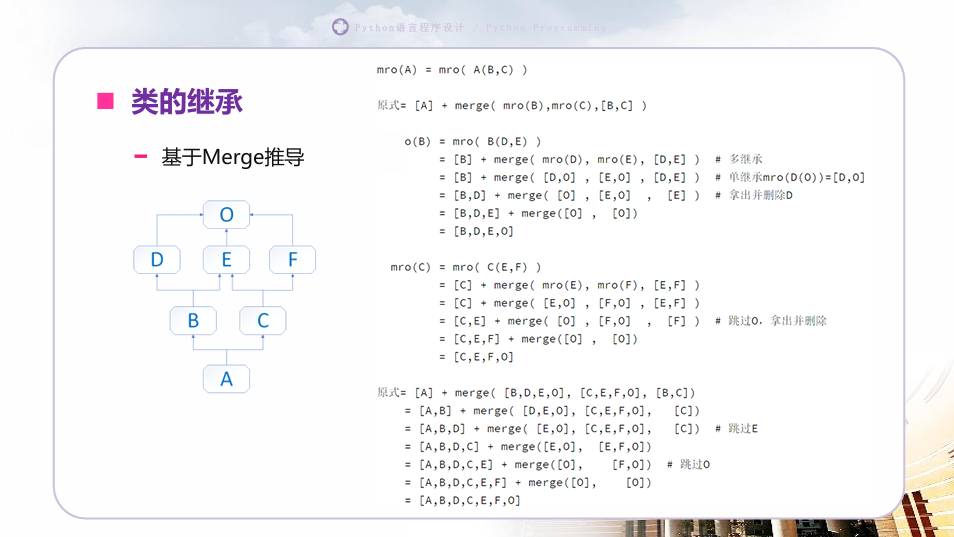 Python语言程序设计 / Python Programming
类的继承
基于Merge推导
O
D E F
B C
A
mro(A) = mro( A(B,C) )
原式= [A] + merge( mro(B),mro(C),[B,C] )
o(B) = mro( B(D,E) )
= [B] + merge( mro(D), mro(E), [D,E] ) # 多继承
= [B] + merge( [D,O] , [E,O] , [D,E] ) # 单继承mro(D(O))=[D,O]
= [B,D] + merge( [O] , [E,O] , [E] ) # 拿出并删除D
= [B,D,E] + merge([O] , [O])
= [B,D,E,O]
mro(C) = mro( C(E,F) )
= [C] + merge( mro(E), mro(F), [E,F] )
= [C] + merge( [E,O] , [F,O] , [E,F] )
= [C,E] + merge( [O] , [F,O] , [F] ) # 跳过O，拿出并删除
= [C,E,F] + merge([O] , [O])
= [C,E,F,O]
原式= [A] + merge( [B,D,E,O], [C,E,F,O], [B,C])
= [A,B] + merge( [D,E,O], [C,E,F,O], [C])
= [A,B,D] + merge( [E,O], [C,E,F,O], [C]) # 跳过E
= [A,B,D,C] + merge([E,O], [E,F,O])
= [A,B,D,C,E] + merge([O], [F,O]) # 跳过O
= [A,B,D,C,E,F] + merge([O], [O])
= [A,B,D,C,E,F,O]